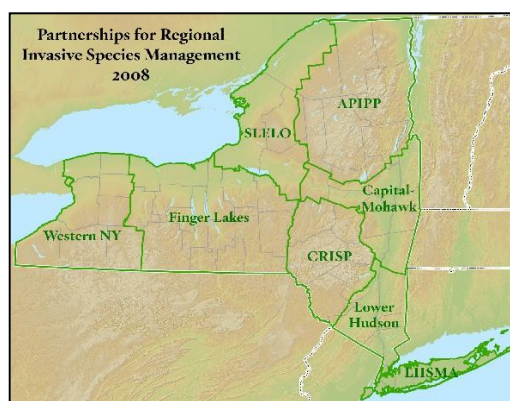 Partnerships for Regional
Invasive Species Management
2008
APIPP
SLELO
Capital-
Mohawk
Finger Lakes
Western NY
CRISP
Lower
Hudson
LIISMA